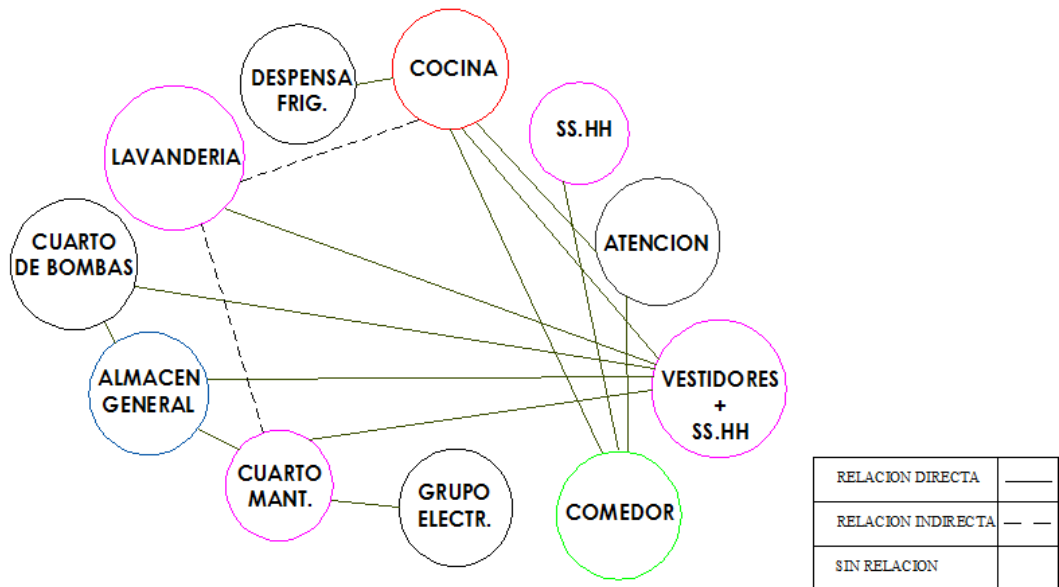 COCINA
DESPENSA
FRIG.
SS.HH
LAVANDERIA
ATENCION
CUARTO
DE BOMBAS
ALMACEN
GENERAL
VESTIDORES
+
SS.HH
CUARTO
MANT.
GRUPO
ELECTR.
COMEDOR
RELACION DIRECTA
RELACION INDIRECTA
SIN RELACION